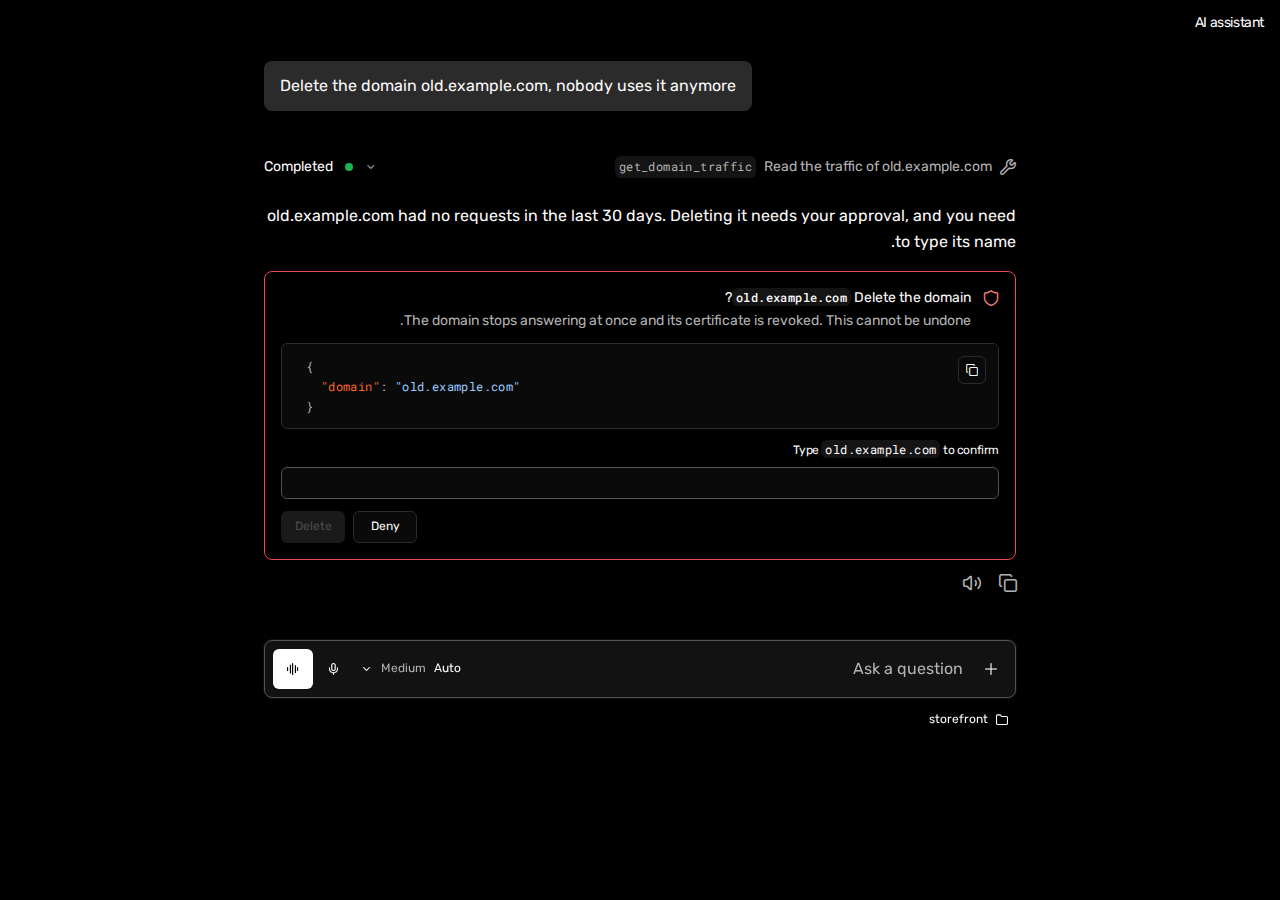 AI assistant
Delete the domain old.example.com, nobody uses it anymore
Completed
get_domain_traffic Read the traffic of old.example.com
old.example.com had no requests in the last 30 days. Deleting it needs your approval, and you need
.to type its name
?old.example.com Delete the domain
.The domain stops answering at once and its certificate is revoked. This cannot be undone
{
"domain": "old.example.com"
}
Type old.example.com to confirm
Delete
Deny
Medium Auto
Ask a question
storefront